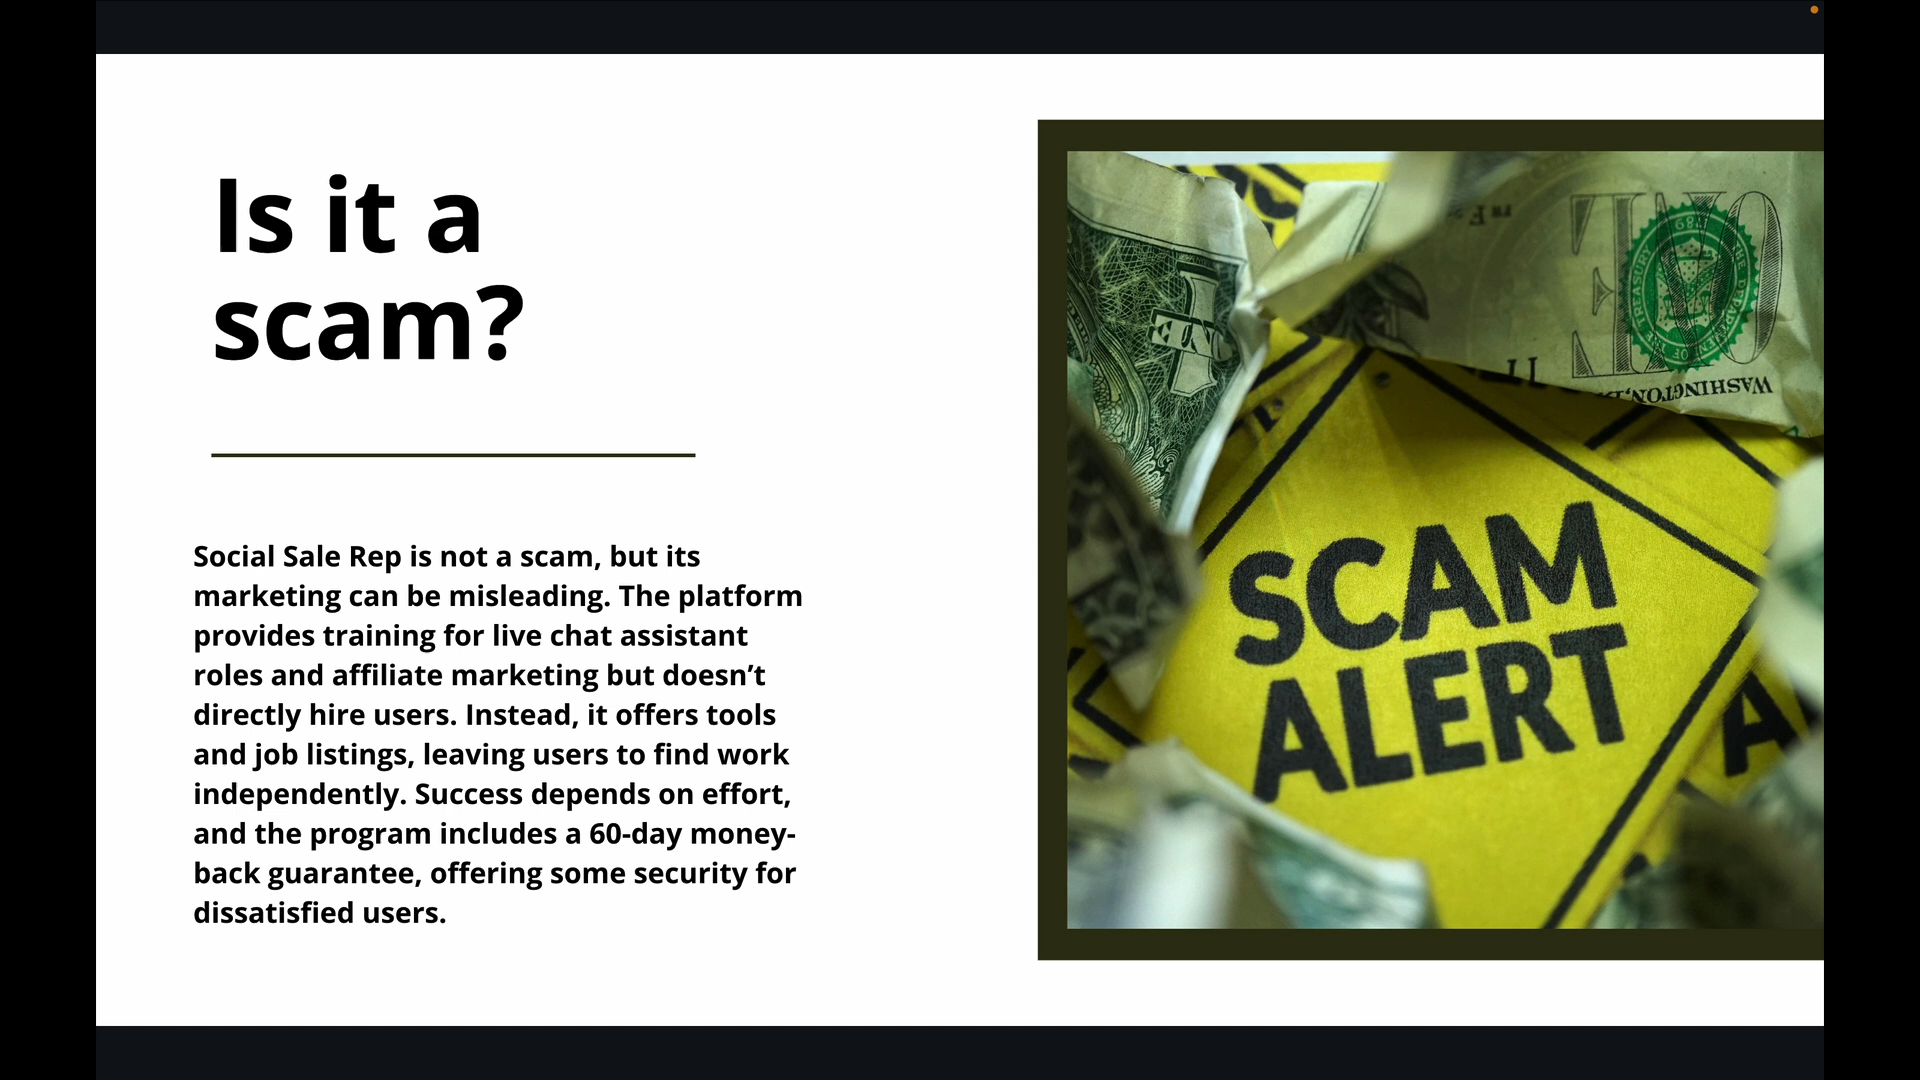 Is it a
scam?
Social Sale Rep is not a scam, but its
marketing can be misleading. The platform
provides training for live chat assistant
roles and affiliate marketing but doesn’t
directly hire users. Instead, it offers tools
and job listings, leaving users to find work
independently. Success depends on effort,
and the program includes a 60-day money-
back guarantee, offering some security for
dissatisfied users.
ONE
WASHINGTON, D.
SCAM
ALERT